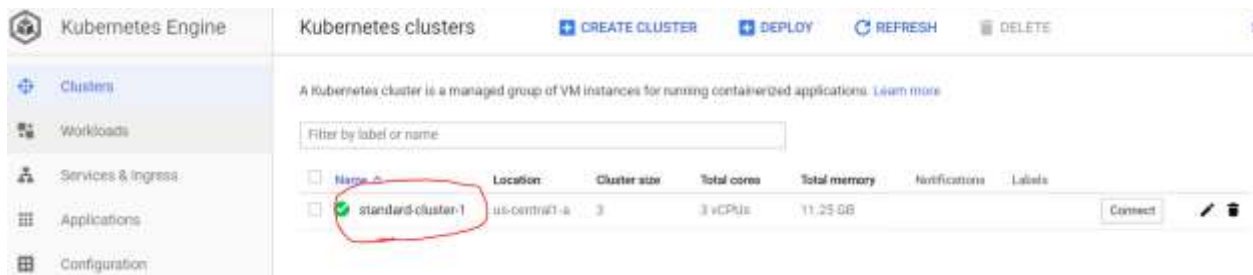 Kubernetes Engine
Kubernetes clusters CREATE CLUSTER DEPLOY REFRESH DELETE
Clusters
A Kubernetes cluster is a managed group of VM instances for running containerized applications. Learn more
Workloads
Filter by label or name
Services & Ingress
Name Location Cluster size Total cores Total memory Notifications Labels
standard-cluster-1 us-central1-a 3 3 vCPUs 11.25 GB Connect
Applications
Configuration